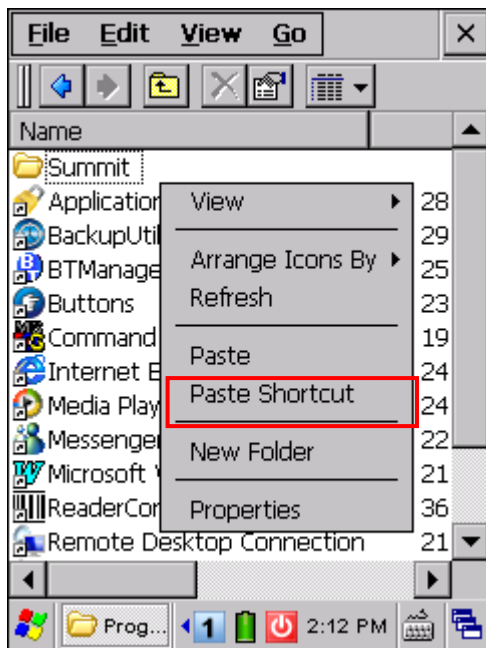 File Edit View Go
Name
Summit
Application 28
BackupUtil 29
BTManage 25
Buttons 23
Command 19
Internet E 24
Media Play 24
Messenger 22
Microsoft 21
ReaderCon 36
Remote Desktop Connection 21
View
Arrange Icons By
Refresh
Paste
Paste Shortcut
New Folder
Properties
Prog... 1 2:12 PM